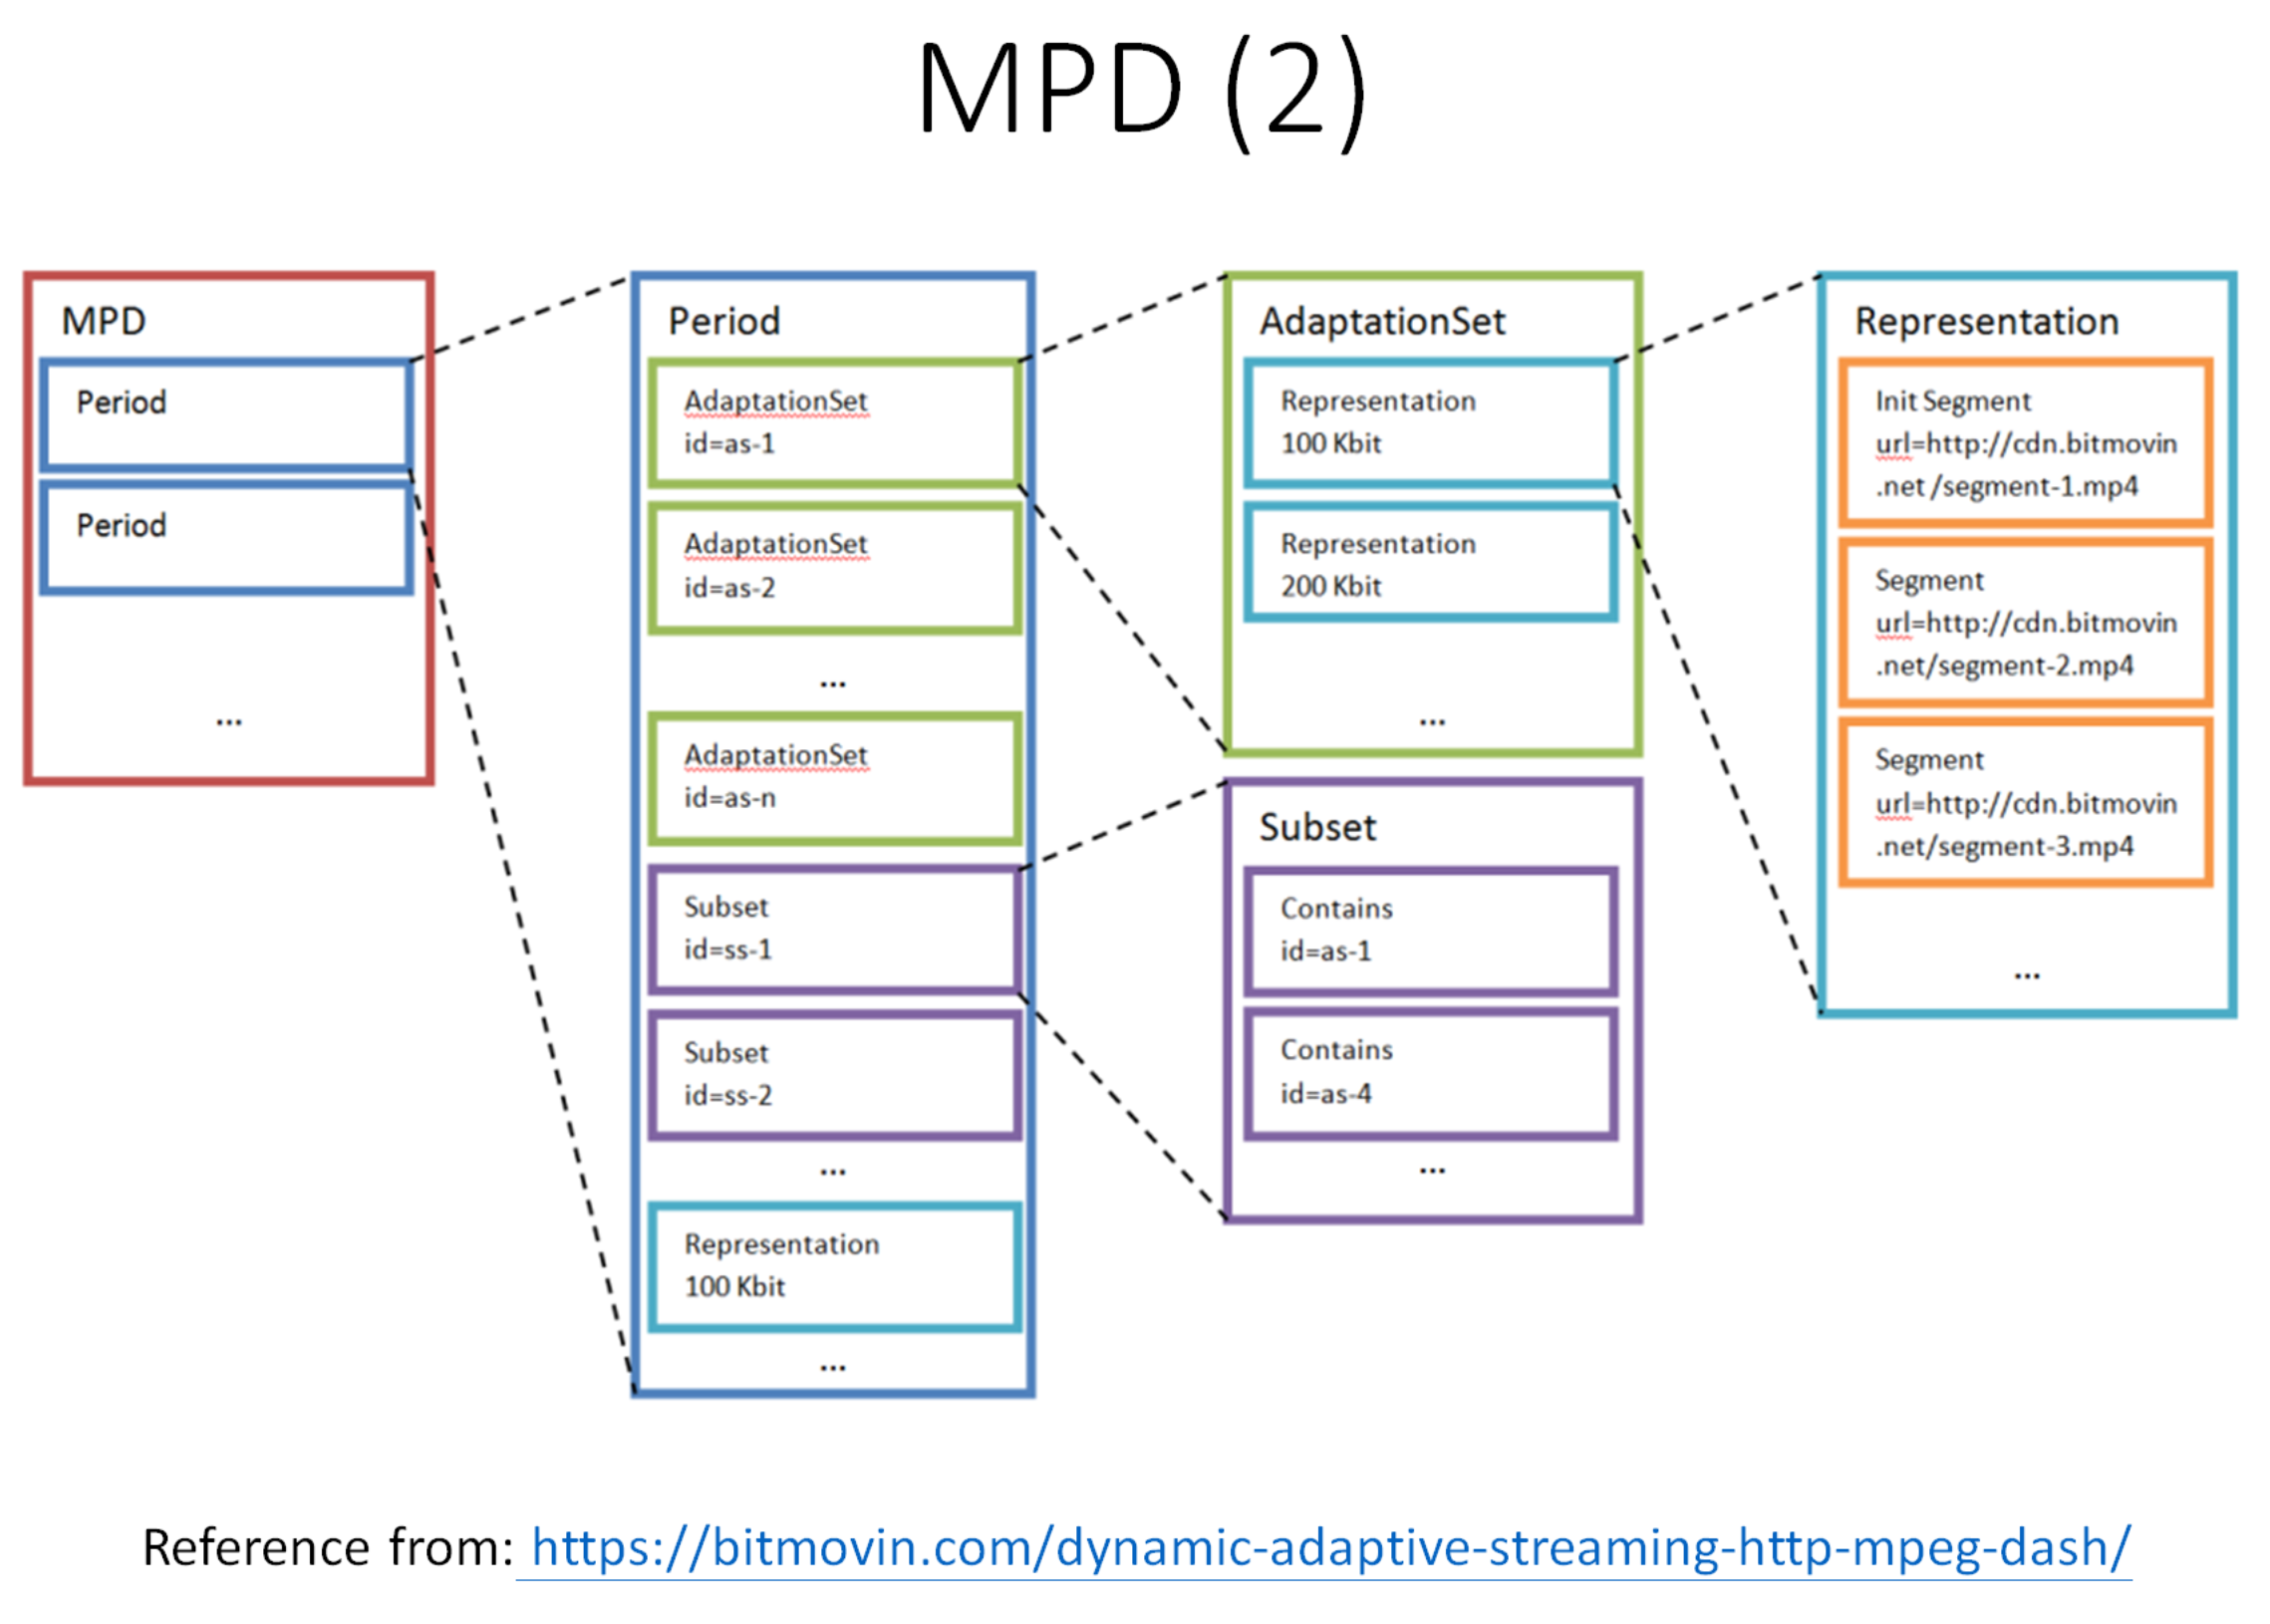 MPD (2)
MPD
Period
Period
...
Period
AdaptationSet
id=as-1
AdaptationSet
id=as-2
...
AdaptationSet
id=as-n
Subset
id=ss-1
Subset
id=ss-2
...
Representation
100 Kbit
...
AdaptationSet
Representation
100 Kbit
Representation
200 Kbit
...
Subset
Contains
id=as-1
Contains
id=as-4
...
Representation
Init Segment
url=http://cdn.bitmovin
.net /segment-1.mp4
Segment
url=http://cdn.bitmovin
.net/segment-2.mp4
Segment
url=http://cdn.bitmovin
.net/segment-3.mp4
...
Reference from: https://bitmovin.com/dynamic-adaptive-streaming-http-mpeg-dash/